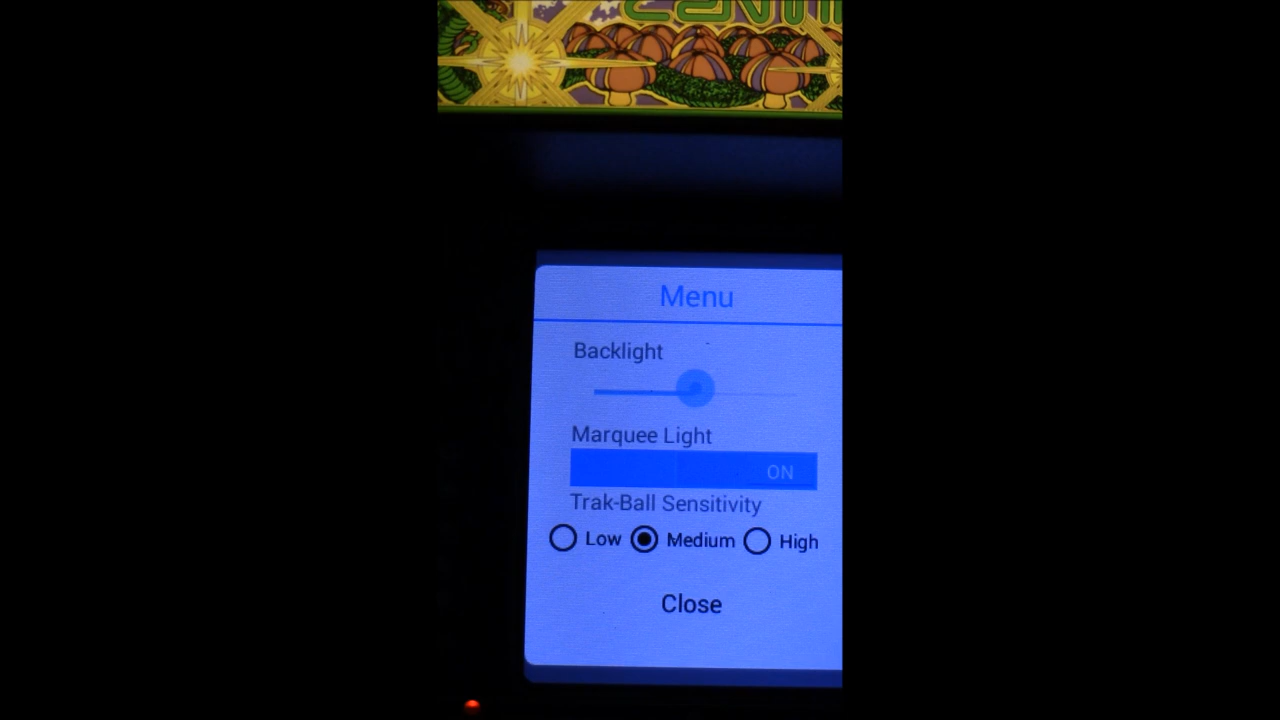 Menu
Backlight
Marquee Light
ON
Trak-Ball Sensitivity
Low Medium High
Close